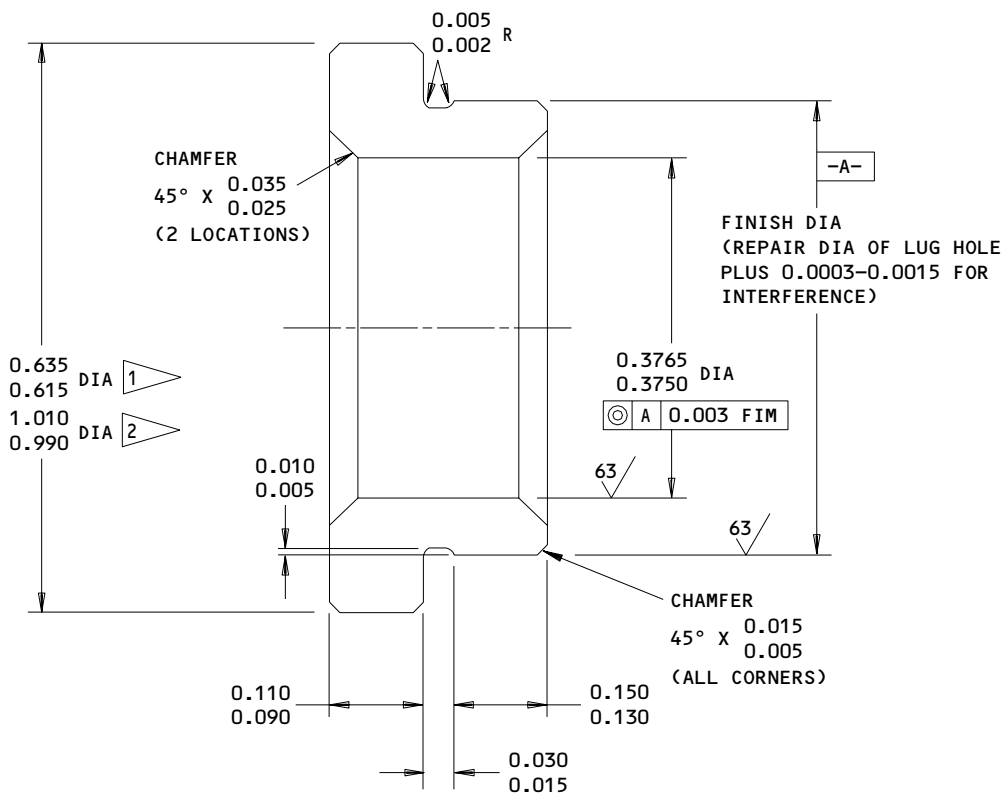 0.005
0.002 R
CHAMFER
45° X 0.035
0.025
(2 LOCATIONS)
-A-
FINISH DIA
(REPAIR DIA OF LUG HOLE
PLUS 0.0003-0.0015 FOR
INTERFERENCE)
0.635
0.615 DIA 1
1.010
0.990 DIA 2
0.3765
0.3750 DIA
◎ A 0.003 FIM
0.010
0.005
63
63
CHAMFER
45° X 0.015
0.005
(ALL CORNERS)
0.110
0.090
0.150
0.130
0.030
0.015